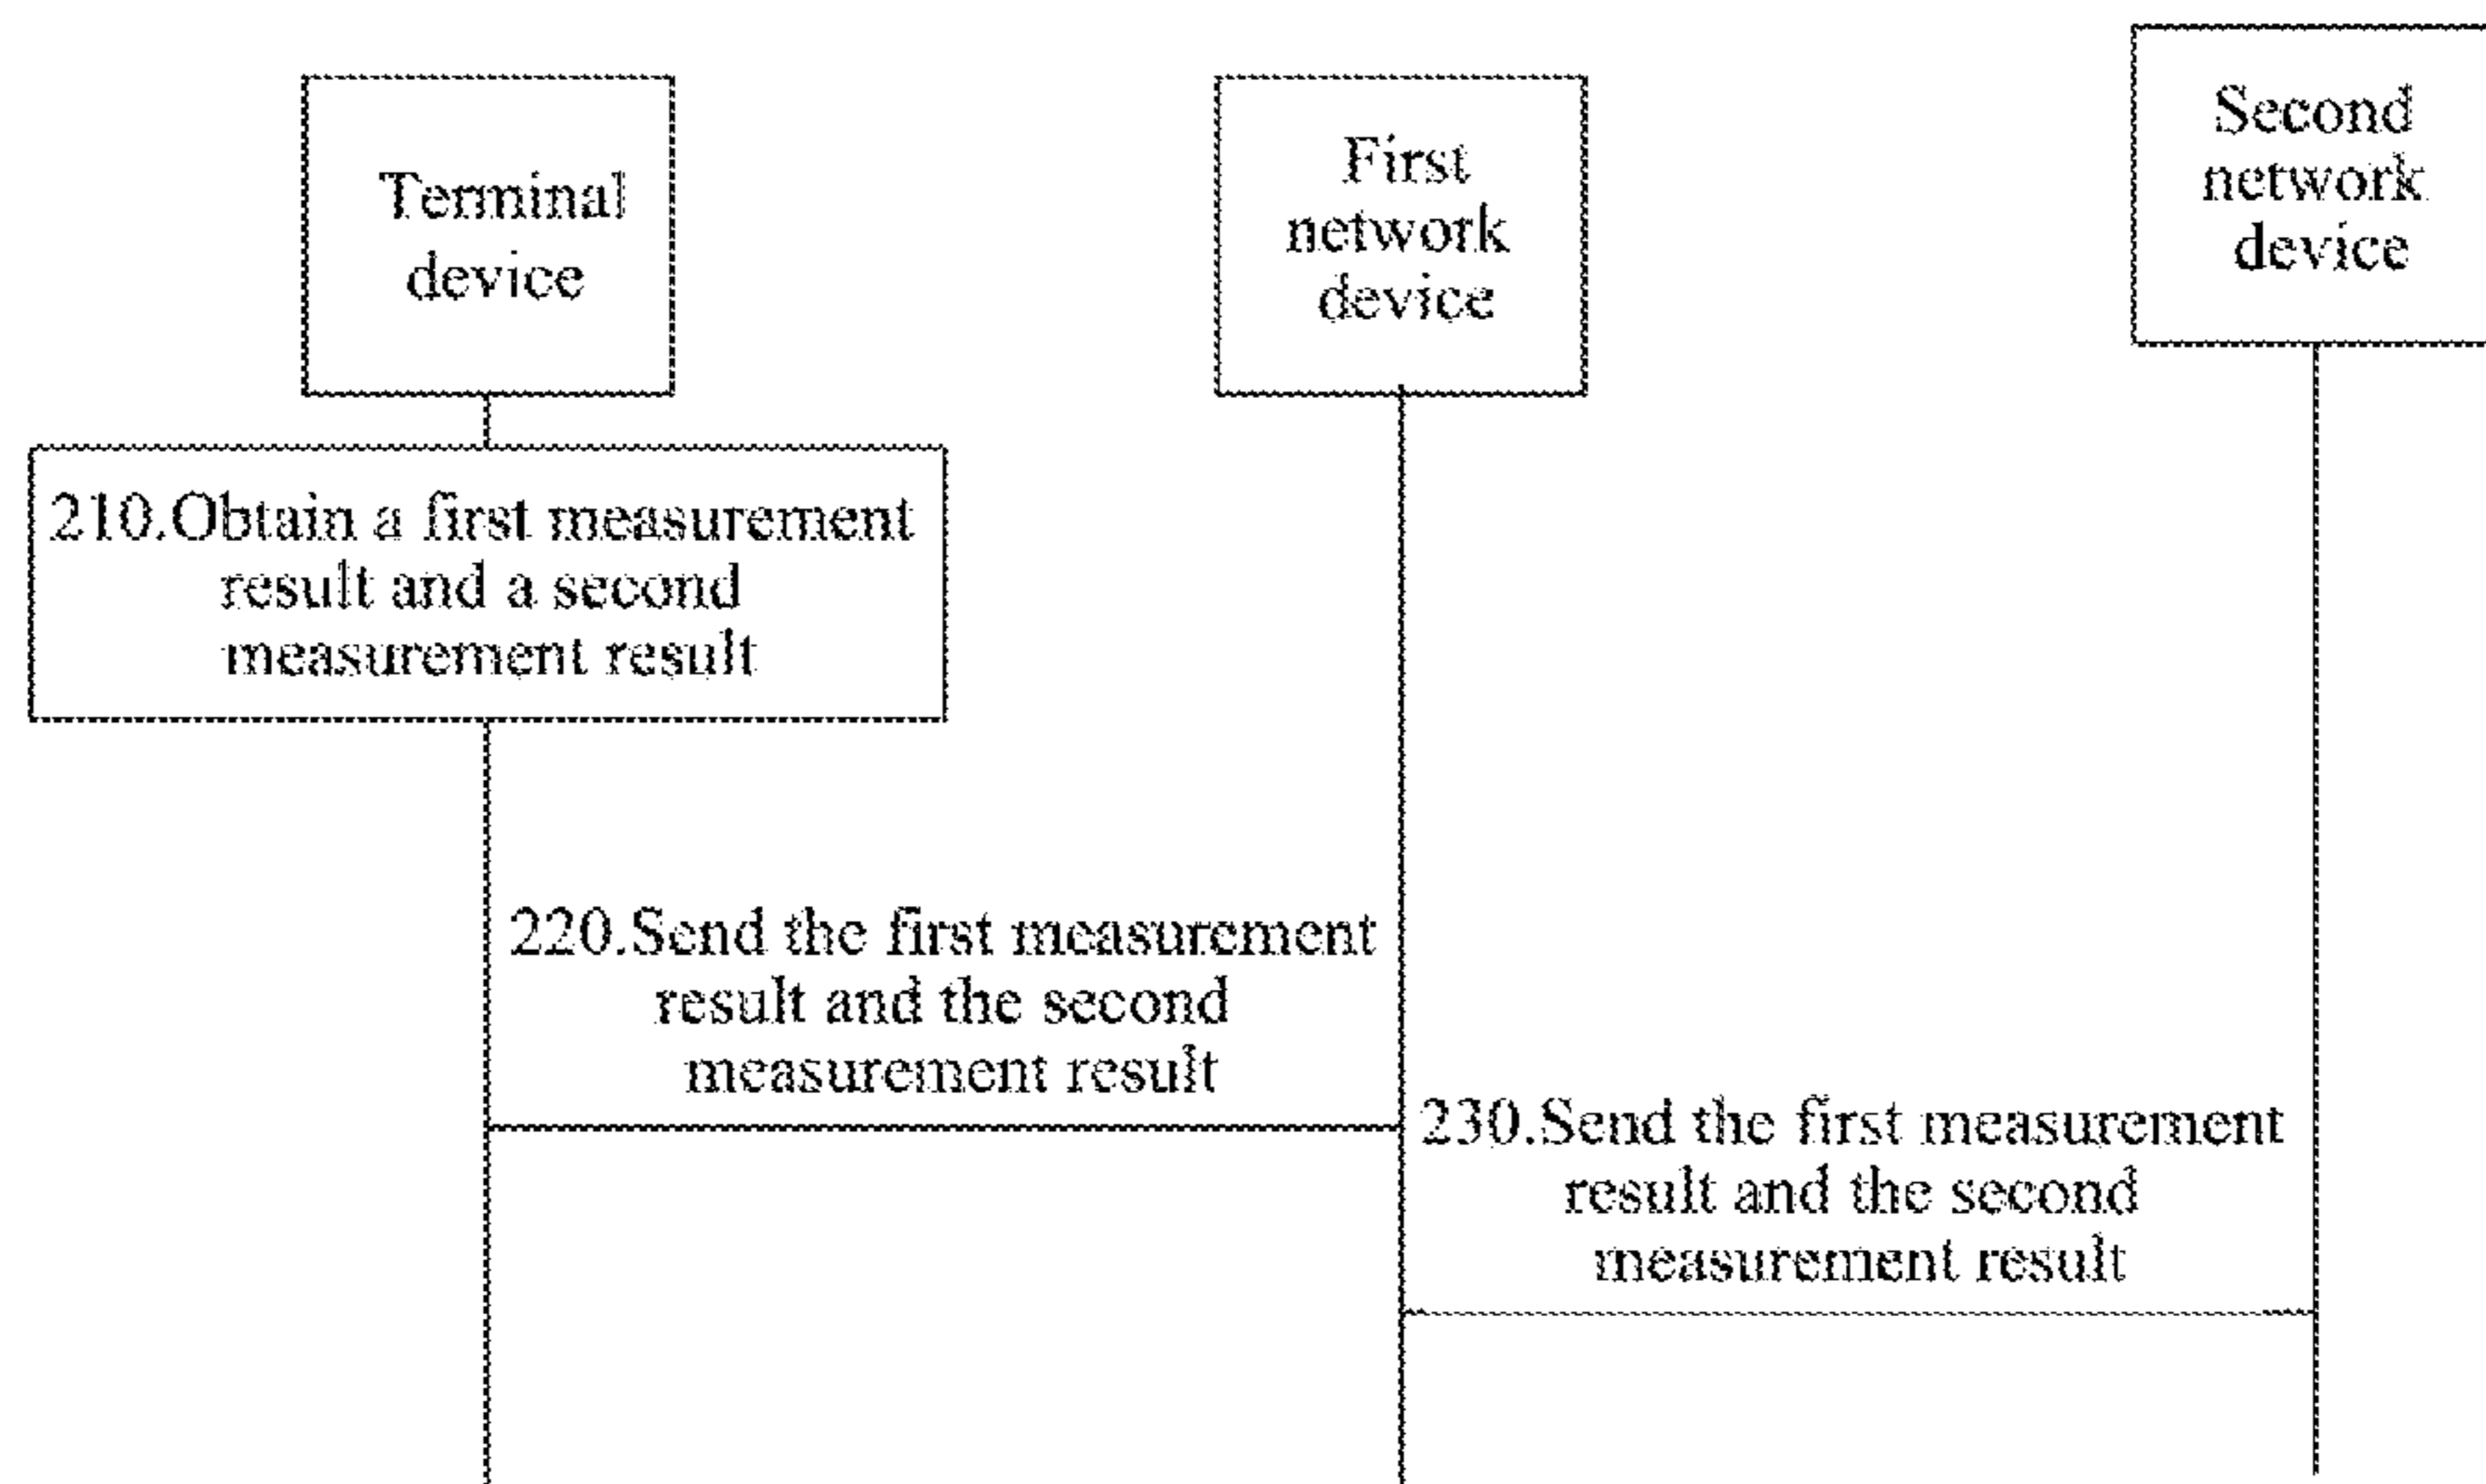 Terminal
device
First
network
device
Second
network
device
210.Obtain a first measurement
result and a second
measurement result
220.Send the first measurement
result and the second
measurement result
230.Send the first measurement
result and the second
measurement result